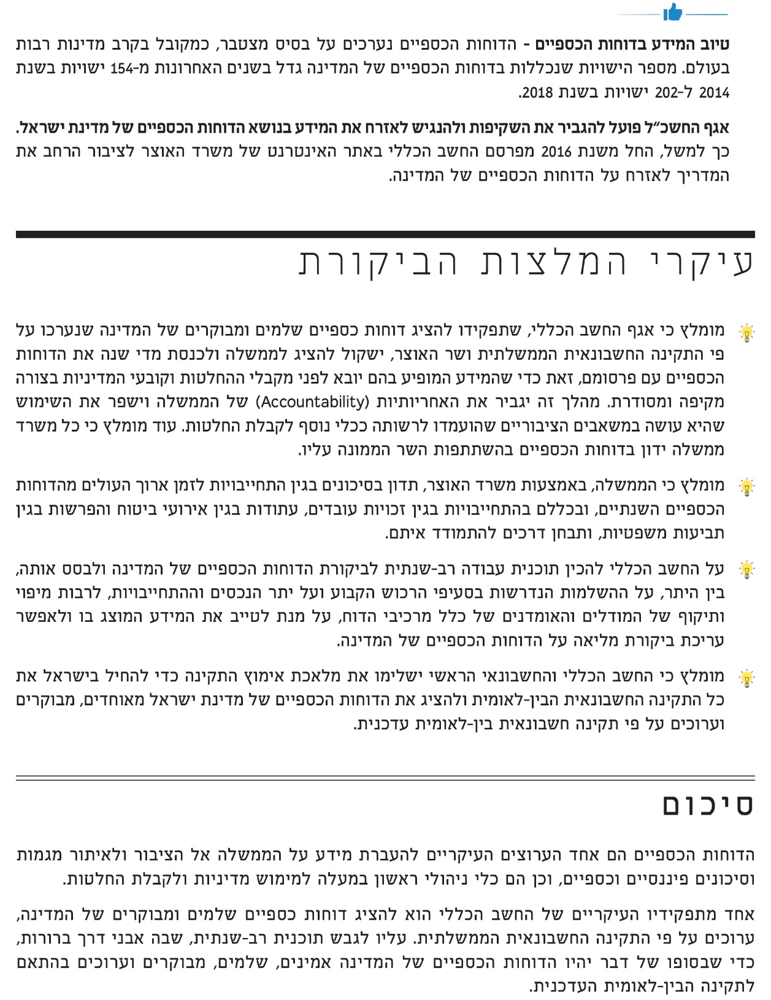 טיוב המידע בדוחות הכספיים - הדוחות הכספיים נערכים על בסיס מצטבר, כמקובל בקרב מדינות רבות
בעולם. מספר הישויות שנכללות בדוחות הכספיים של המדינה גדל בשנים האחרונות מ-154 ישויות בשנת
2014 ל-202 ישויות בשנת 2018.
אגף החשכ״ל פועל להגביר את השקיפות ולהנגיש לאזרח את המידע בנושא הדוחות הכספיים של מדינת ישראל.
כך למשל, החל משנת 2016 מפרסם החשב הכללי באתר האינטרנט של משרד האוצר לציבור הרחב את
המדריך לאזרח על הדוחות הכספיים של המדינה.
עיקרי המלצות הביקורת
מומלץ כי אגף החשב הכללי, שתפקידו להציג דוחות כספיים שלמים ומבוקרים של המדינה שנערכו על
פי התקינה החשבונאית הממשלתית ושר האוצר, ישקול להציג לממשלה ולכנסת מדי שנה את הדוחות
הכספיים עם פרסומם, זאת כדי שהמידע המופיע בהם יובא לפני מקבלי ההחלטות וקובעי המדיניות בצורה
מקיפה ומסודרת. מהלך זה יגביר את האחריותיות (Accountability) של הממשלה וישפר את השימוש
שהיא עושה במשאבים הציבוריים שהועמדו לרשותה ככלי נוסף לקבלת החלטות. עוד מומלץ כי כל משרד
ממשלה ידון בדוחות הכספיים בהשתתפות השר הממונה עליו.
מומלץ כי הממשלה, באמצעות משרד האוצר, תדון בסיכונים בגין התחייבויות לזמן ארוך העולים מהדוחות
הכספיים השנתיים, ובכללם בהתחייבויות בגין זכויות עובדים, עתודות בגין אירועי ביטוח והפרשות בגין
תביעות משפטיות, ותבחן דרכים להתמודד איתם.
על החשב הכללי להכין תוכנית עבודה רב-שנתית לביקורת הדוחות הכספיים של המדינה ולבסס אותה,
בין היתר, על ההשלמות הנדרשות בסעיפי הרכוש הקבוע ועל יתר הנכסים וההתחייבויות, לרבות מיפוי
ותיקוף של המודלים והאומדנים של כלל מרכיבי הדוח, על מנת לטייב את המידע המוצג בו ולאפשר
עריכת ביקורת מליאה על הדוחות הכספיים של המדינה.
מומלץ כי החשב הכללי והחשבונאי הראשי ישלימו את מלאכת אימוץ התקינה כדי להחיל בישראל את
כל התקינה החשבונאית הבין-לאומית ולהציג את הדוחות הכספיים של מדינת ישראל מאוחדים, מבוקרים
וערוכים על פי תקינה חשבונאית בין-לאומית עדכנית.
סיכום
הדוחות הכספיים הם אחד הערוצים העיקריים להעברת מידע על הממשלה אל הציבור ולאיתור מגמות
וסיכונים פיננסיים וכספיים, וכן הם כלי ניהולי ראשון במעלה למימוש מדיניות ולקבלת החלטות.
אחד מתפקידיו העיקריים של החשב הכללי הוא להציג דוחות כספיים שלמים ומבוקרים של המדינה,
ערוכים על פי התקינה החשבונאית הממשלתית. עליו לגבש תוכנית רב-שנתית, שבה אבני דרך ברורות,
כדי שבסופו של דבר יהיו הדוחות הכספיים של המדינה אמינים, שלמים, מבוקרים וערוכים בהתאם
לתקינה הבין-לאומית העדכנית.